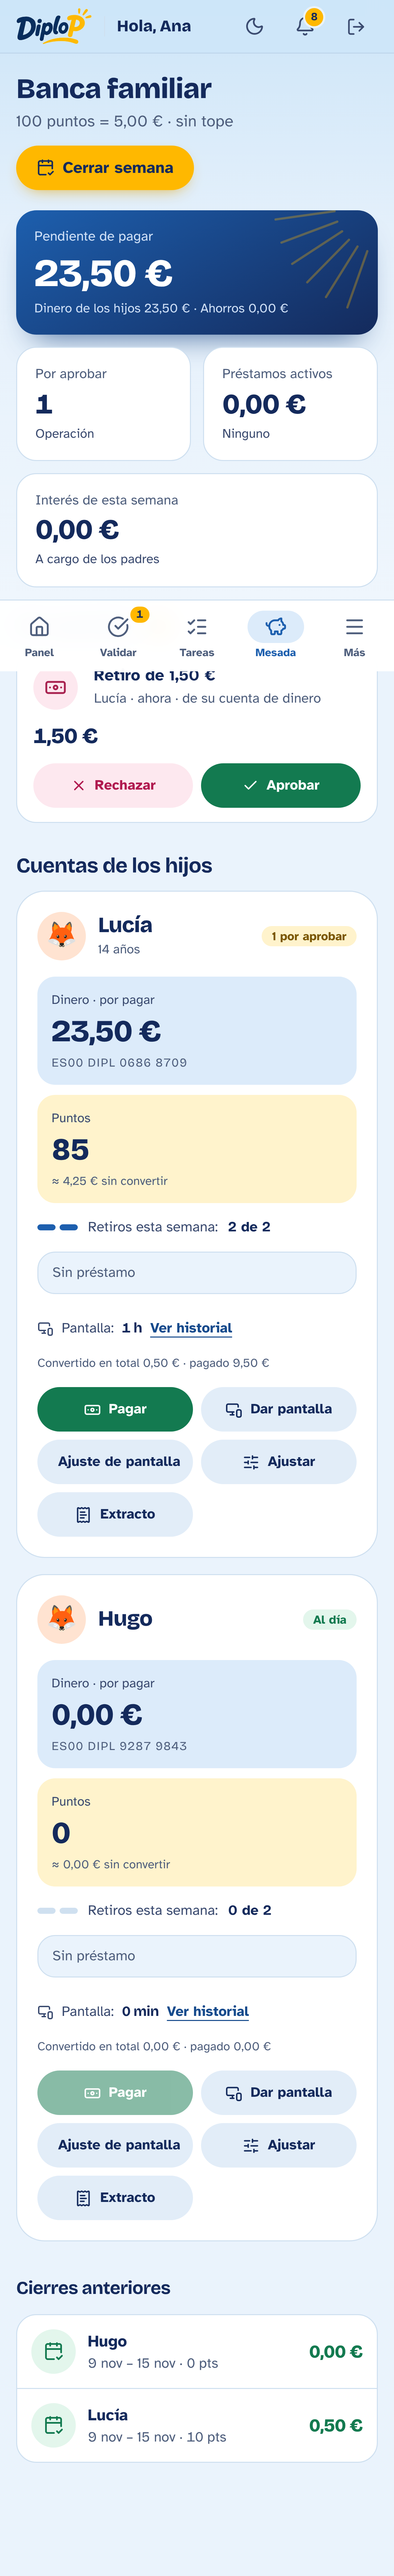 DiploP
Hola, Ana
8
Banca familiar
100 puntos = 5,00 € · sin tope
Cerrar semana
Pendiente de pagar
23,50 €
Dinero de los hijos 23,50 € · Ahorros 0,00 €
Por aprobar
1
Operación
Préstamos activos
0,00 €
Ninguno
Interés de esta semana
0,00 €
A cargo de los padres
Panel
1
Validar
Tareas
Mesada
Más
Retiro de 1,50 €
Lucía · ahora · de su cuenta de dinero
1,50 €
Rechazar
Aprobar
Cuentas de los hijos
Lucía
14 años
1 por aprobar
Dinero · por pagar
23,50 €
ES00 DIPL 0686 8709
Puntos
85
≈ 4,25 € sin convertir
Retiros esta semana: 2 de 2
Sin préstamo
Pantalla: 1 h Ver historial
Convertido en total 0,50 € · pagado 9,50 €
Pagar
Dar pantalla
Ajuste de pantalla
Ajustar
Extracto
Hugo
Al día
Dinero · por pagar
0,00 €
ES00 DIPL 9287 9843
Puntos
0
≈ 0,00 € sin convertir
Retiros esta semana: 0 de 2
Sin préstamo
Pantalla: 0 min Ver historial
Convertido en total 0,00 € · pagado 0,00 €
Pagar
Dar pantalla
Ajuste de pantalla
Ajustar
Extracto
Cierres anteriores
Hugo
9 nov – 15 nov · 0 pts
0,00 €
Lucía
9 nov – 15 nov · 10 pts
0,50 €